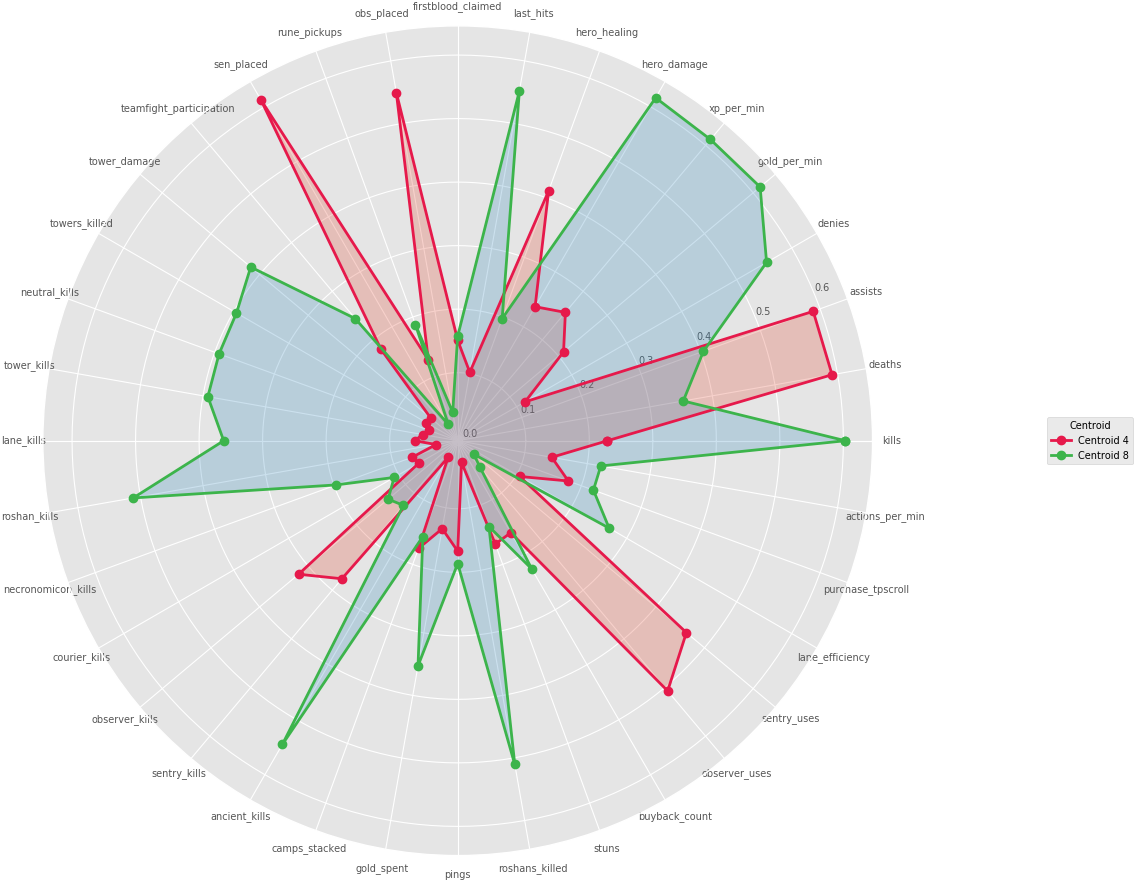 firstblood_claimed
obs_placed
last_hits
rune_pickups
hero_healing
sen_placed
hero_damage
teamfight_participation
xp_per_min
tower_damage
gold_per_min
towers_killed
denies
neutral_kills
assists
tower_kills
deaths
lane_kills
kills
roshan_kills
actions_per_min
necronomicon_kills
purchase_tpscroll
courier_kills
lane_efficiency
observer_kills
sentry_uses
sentry_kills
observer_uses
ancient_kills
buyback_count
camps_stacked
stuns
gold_spent
roshans_killed
pings
0.0
0.1
0.2
0.3
0.4
0.5
0.6
Centroid
Centroid 4
Centroid 8